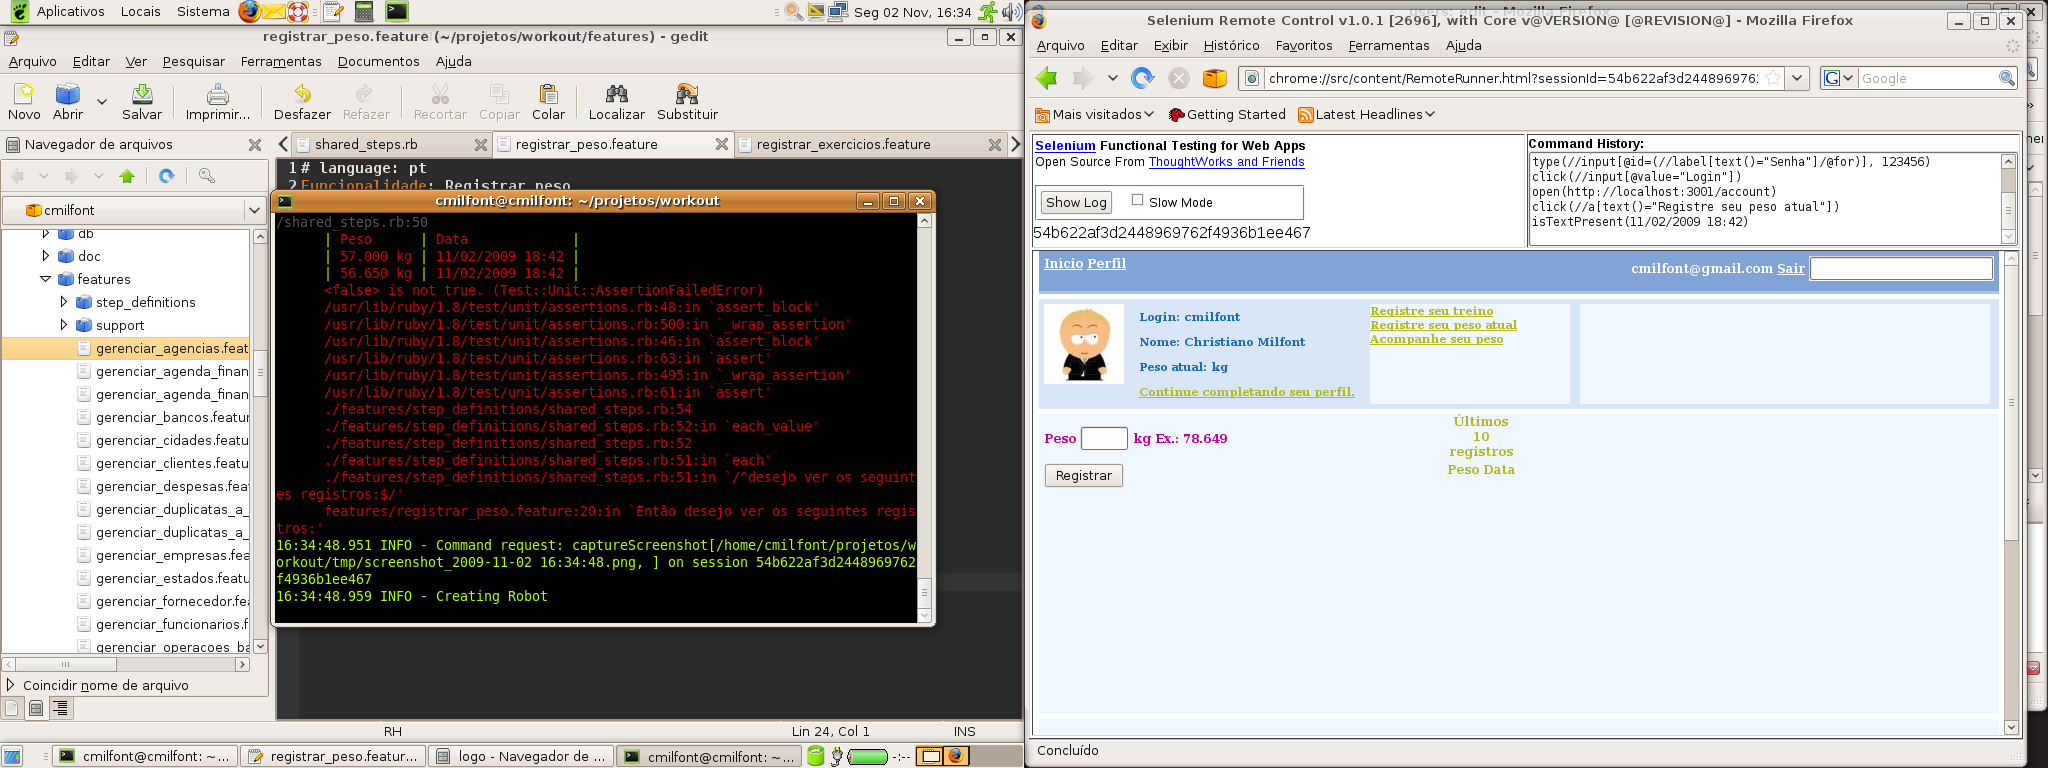 Aplicativos Locais Sistema Seg 02 Nov, 16:34
registrar_peso.feature (~/projetos/workout/features) - gedit
Arquivo Editar Ver Pesquisar Ferramentas Documentos Ajuda
Novo Abrir Salvar Imprimir... Desfazer Refazer Recortar Copiar Colar Localizar Substituir
Navegador de arquivos
shared_steps.rb registrar_peso.feature registrar_exercicios.feature
1 # language: pt
2 Funcionalidade: Registrar peso
cmilfont
db
doc
features
step_definitions
support
gerenciar_agencias.feat
gerenciar_agenda_finan
gerenciar_agenda_finan
gerenciar_bancos.featur
gerenciar_cidades.featu
gerenciar_clientes.featu
gerenciar_despesas.feat
gerenciar_duplicatas_a_
gerenciar_duplicatas_a_
gerenciar_empresas.fea
gerenciar_estados.featu
gerenciar_fornecedor.fea
gerenciar_funcionarios.f
gerenciar_operacoes_ba
Coincidir nome de arquivo
cmilfont@cmilfont: ~/projetos/workout
/shared_steps.rb:50
| Peso | Data |
| 57.000 kg | 11/02/2009 18:42 |
| 56.650 kg | 11/02/2009 18:42 |
<false> is not true. (Test::Unit::AssertionFailedError)
/usr/lib/ruby/1.8/test/unit/assertions.rb:48:in `assert_block'
/usr/lib/ruby/1.8/test/unit/assertions.rb:500:in `_wrap_assertion'
/usr/lib/ruby/1.8/test/unit/assertions.rb:46:in `assert_block'
/usr/lib/ruby/1.8/test/unit/assertions.rb:63:in `assert'
/usr/lib/ruby/1.8/test/unit/assertions.rb:495:in `_wrap_assertion'
/usr/lib/ruby/1.8/test/unit/assertions.rb:61:in `assert'
./features/step_definitions/shared_steps.rb:54
./features/step_definitions/shared_steps.rb:52:in `each_value'
./features/step_definitions/shared_steps.rb:52
./features/step_definitions/shared_steps.rb:51:in `each'
./features/step_definitions/shared_steps.rb:51:in `/^desejo ver os seguint
es registros:$/'
features/registrar_peso.feature:20:in `Então desejo ver os seguintes regis
tros:'
16:34:48.951 INFO - Command request: captureScreenshot[/home/cmilfont/projetos/w
orkout/tmp/screenshot_2009-11-02 16:34:48.png, ] on session 54b622af3d2448969762
f4936b1ee467
16:34:48.959 INFO - Creating Robot
RH Lin 24, Col 1 INS
cmilfont@cmilfont: ~... registrar_peso.featur... logo - Navegador de ... cmilfont@cmilfont: ~... -:--
Selenium Remote Control v1.0.1 [2696], with Core v@VERSION@ [@REVISION@] - Mozilla Firefox
Arquivo Editar Exibir Histórico Favoritos Ferramentas Ajuda
chrome://src/content/RemoteRunner.html?sessionId=54b622af3d2448969762 Google
Mais visitados Getting Started Latest Headlines
Selenium Functional Testing for Web Apps
Open Source From ThoughtWorks and Friends
Show Log Slow Mode
54b622af3d2448969762f4936b1ee467
Command History:
type(//input[@id=(//label[text()="Senha"]/@for)], 123456)
click(//input[@value="Login"])
open(http://localhost:3001/account)
click(//a[text()="Registre seu peso atual"])
isTextPresent(11/02/2009 18:42)
Início Perfil cmilfont@gmail.com Sair
Login: cmilfont
Nome: Christiano Milfont
Peso atual: kg
Continue completando seu perfil.
Registre seu treino
Registre seu peso atual
Acompanhe seu peso
Peso kg Ex.: 78.649
Registrar
Últimos
10
registros
Peso Data
Concluído